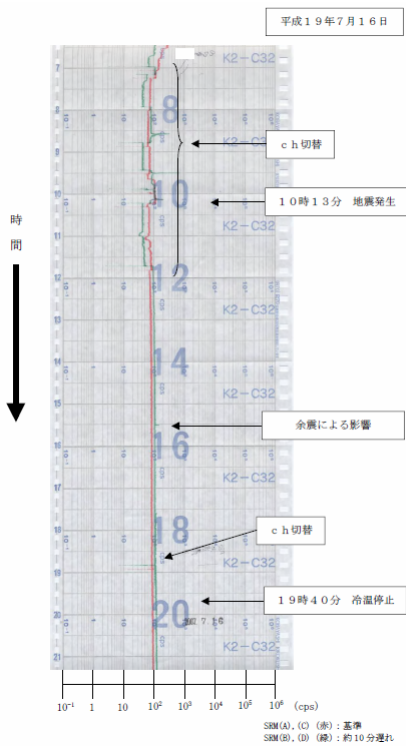 平成19年7月16日
K2-C32
7
8
K2-C32
ch切替
9
10
10時13分 地震発生
K2-C32
11
時間
12
K2-C32
13
14
K2-C32
15
余震による影響
16
K2-C32
17
18
ch切替
K2-C32
19
19時40分 冷温停止
20
K2-C32
21
10⁻¹ 1 10 10² 10³ 10⁴ 10⁵ 10⁶ (cps)
SRM(A),(C) (赤):基準
SRM(B),(D) (緑):約10分遅れ